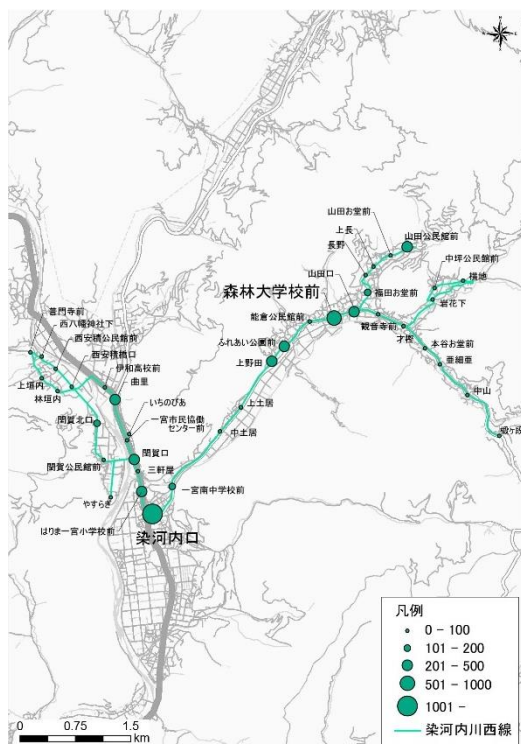 山田お堂前
山田公民館前
上長
長野
中坪公民館前
横地
山田口
森林大学校前
福田お堂前
岩花下
能倉公民館前
観音寺前
才樫
本谷お堂前
亜細亜
中山
ふれあい公園前
上野田
上土居
中土居
普門寺前
西八幡神社下
西安積公民館前
西安積橋口
伊和高校前
曲里
上垣内
林垣内
いちのぴあ
閏賀北口
一宮市民協働
センター前
閏賀口
閏賀公民館前
三軒屋
一宮南中学校前
やすらぎ
はりま一宮小学校前
染河内口
凡例
0 - 100
101 - 200
201 - 500
501 - 1000
1001 -
染河内川西線
0 0.75 1.5
km